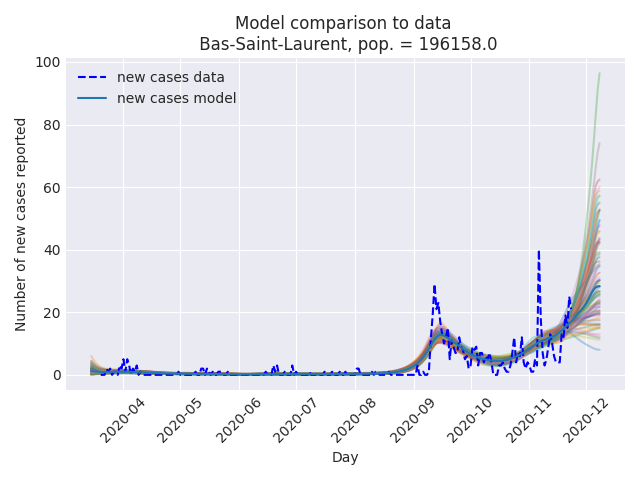 Model comparison to data
Bas-Saint-Laurent, pop. = 196158.0
new cases data
new cases model
Number of new cases reported
100
80
60
40
20
0
2020-04
2020-05
2020-06
2020-07
2020-08
2020-09
2020-10
2020-11
2020-12
Day